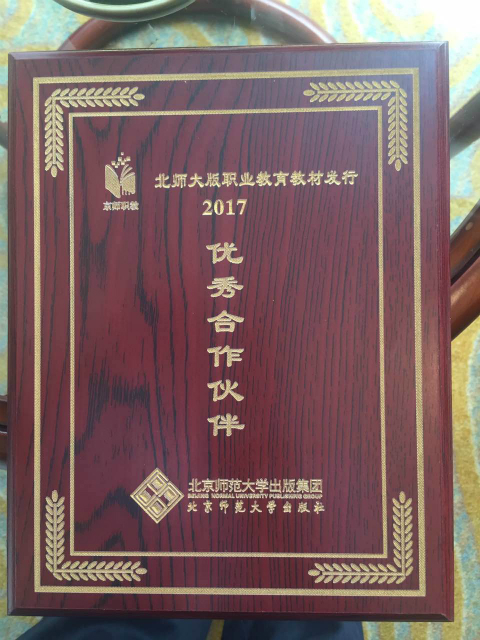 北师大版职业教育教材发行
京师职教
2017
优秀合作伙伴
北京师范大学出版集团
BEIJING NORMAL UNIVERSITY PUBLISHING GROUP
北京师范大学出版社